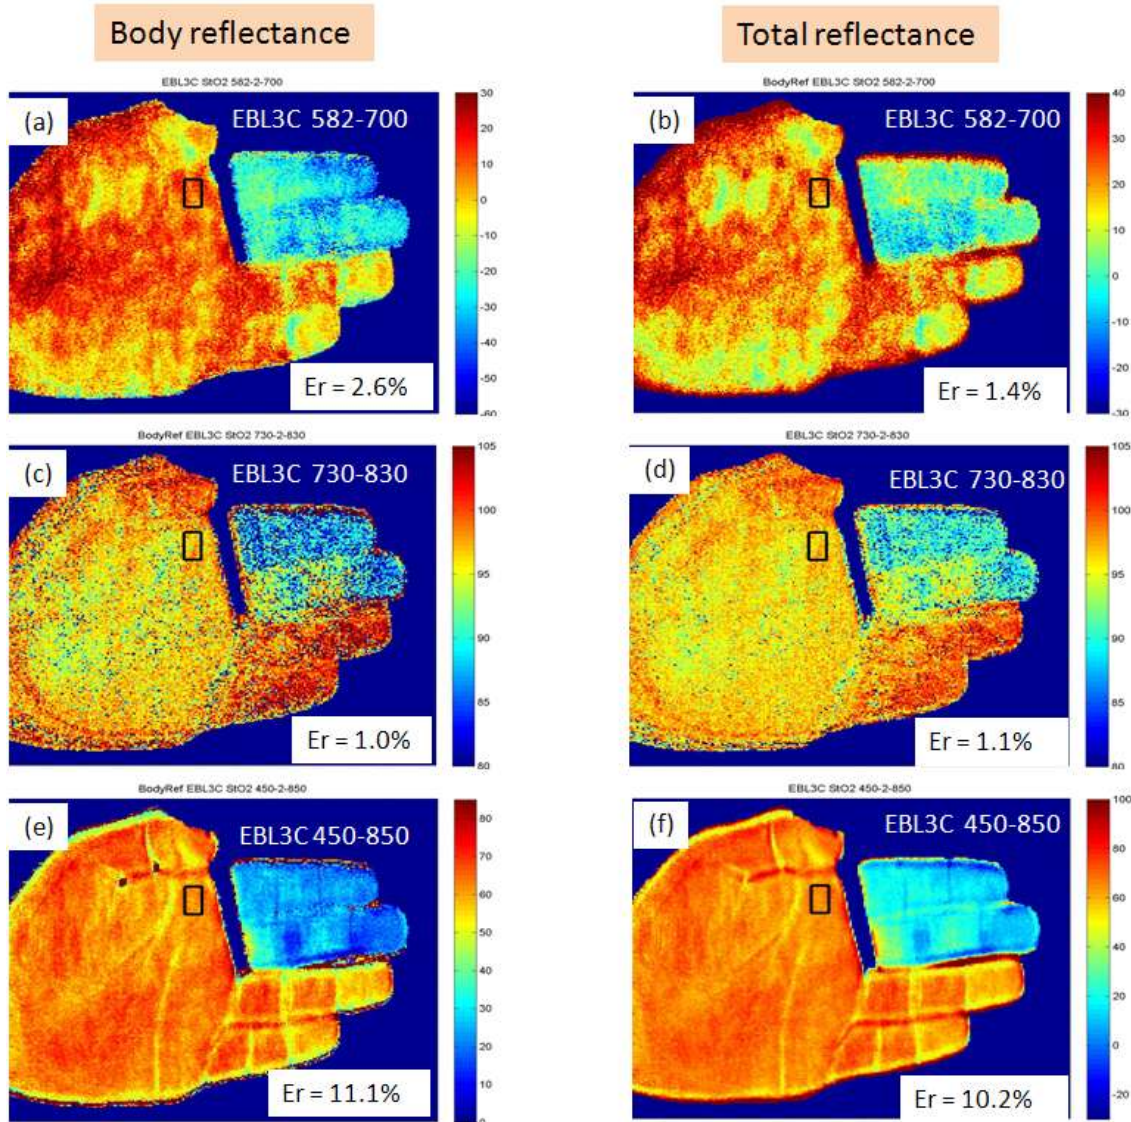 Body reflectance
Total reflectance
EBL3C StO2 582-2-700
BodyRef EBL3C StO2 582-2-700
(a)
EBL3C 582-700
30
20
10
0
-10
-20
-30
-40
-50
-60
Er = 2.6%
(b)
EBL3C 582-700
40
30
20
10
0
-10
-20
-30
Er = 1.4%
BodyRef EBL3C StO2 730-2-830
EBL3C StO2 730-2-830
(c)
EBL3C 730-830
105
100
95
90
85
80
Er = 1.0%
(d)
EBL3C 730-830
105
100
95
90
85
80
Er = 1.1%
BodyRef EBL3C StO2 450-2-850
EBL3C StO2 450-2-850
(e)
EBL3C 450-850
80
70
60
50
40
30
20
10
0
Er = 11.1%
(f)
EBL3C 450-850
100
80
60
40
20
0
-20
Er = 10.2%